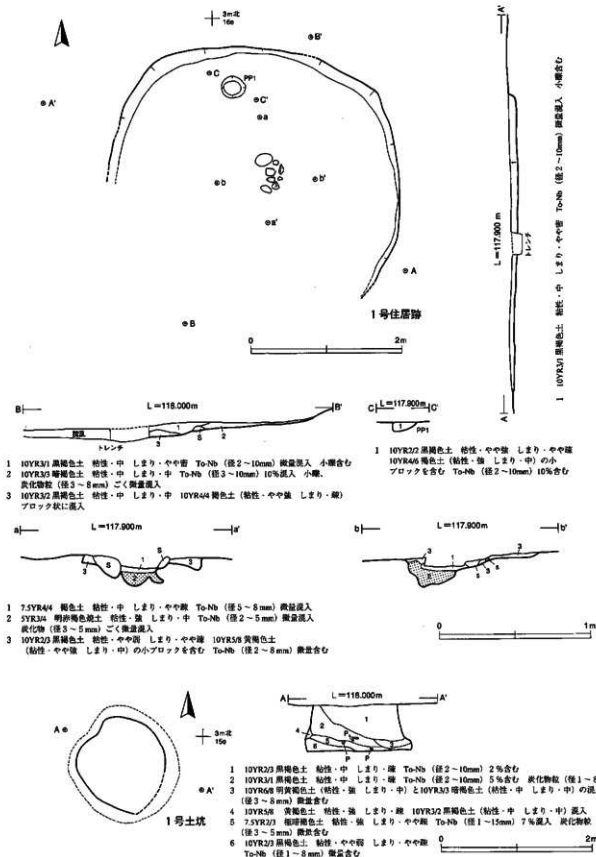 3m北
16e
B'
C
PP1
A'
C'
a
b
b'
a'
A
1号住居跡
B
0
2m
A'
L=117.900 m
トレンチ
A
1 10YR3/1 黒褐色土 粘性・中 しまり・やや密 To-Nb (径2~10mm) 微量混入 小礫含む
B
L=118.000m
B'
撹乱
トレンチ
1
S
2
3
L=117.900m
C
C'
1
PP1
1 10YR3/1 黒褐色土 粘性・中 しまり・やや密 To-Nb (径2~10mm) 微量混入 小礫含む
2 10YR3/3 暗褐色土 粘性・中 しまり・中 To-Nb (径3~10mm) 10%混入 小礫、
炭化物粒 (径3~8mm) ごく微量混入
3 10YR3/2 黒褐色土 粘性・中 しまり・中 10YR4/4 褐色土 (粘性・やや強 しまり・疎)
ブロック状に混入
1 10YR2/2 黒褐色土 粘性・やや強 しまり・やや疎
10YR4/6 褐色土 (粘性・強 しまり・中) の小
ブロックを含む To-Nb (径2~10mm) 10%含む
a
L=117.900m
a'
S
1
S
3
2
3
b
L=117.900m
b'
3
1
3
2
s
s
1 7.5YR4/4 褐色土 粘性・中 しまり・やや疎 To-Nb (径5~8mm) 微量混入
2 5YR3/4 明赤褐色焼土 粘性・強 しまり・中 To-Nb (径2~5mm) 微量混入
炭化物 (径3~5mm) ごく微量混入
3 10YR2/3 黒褐色土 粘性・やや弱 しまり・やや疎 10YR5/8 黄褐色土
(粘性・やや強 しまり・中) の小ブロックを含む To-Nb (径2~8mm) 微量含む
0
1m
A
3m北
15e
A'
1号土坑
A
L=118.000m
A'
1
2
4
P
P
P
1 10YR2/3 黒褐色土 粘性・中 しまり・疎 To-Nb (径2~10mm) 2%含む
2 10YR3/1 黒褐色土 粘性・中 しまり・疎 To-Nb (径2~10mm) 5%含む 炭化物粒 (径1~8
3 10YR6/8 明黄褐色土 (粘性・強 しまり・中) と10YR3/3 暗褐色土 (粘性・中 しまり・中) の混
(径3~8mm) 微量含む
4 10YR5/8 黄褐色土 粘性・強 しまり・疎 10YR3/2 黒褐色土 (粘性・中 しまり・中) 混入
5 7.5YR2/3 極暗褐色土 粘性・強 しまり・やや疎 To-Nb (径1~15mm) 7%混入 炭化物粒
(径3~5mm) 微量含む
6 10YR2/3 黒褐色土 粘性・やや弱 しまり・やや疎
To-Nb (径1~8mm) 微量含む
0
1m